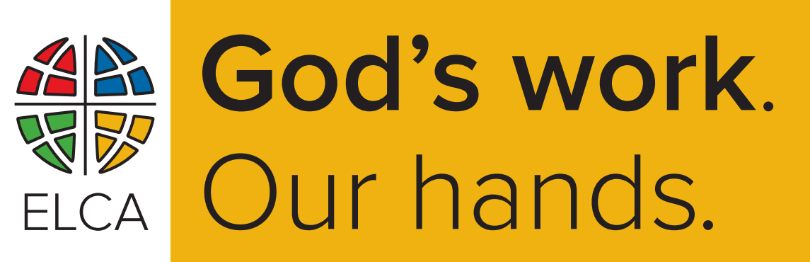 God’s work.
Our hands.
ELCA